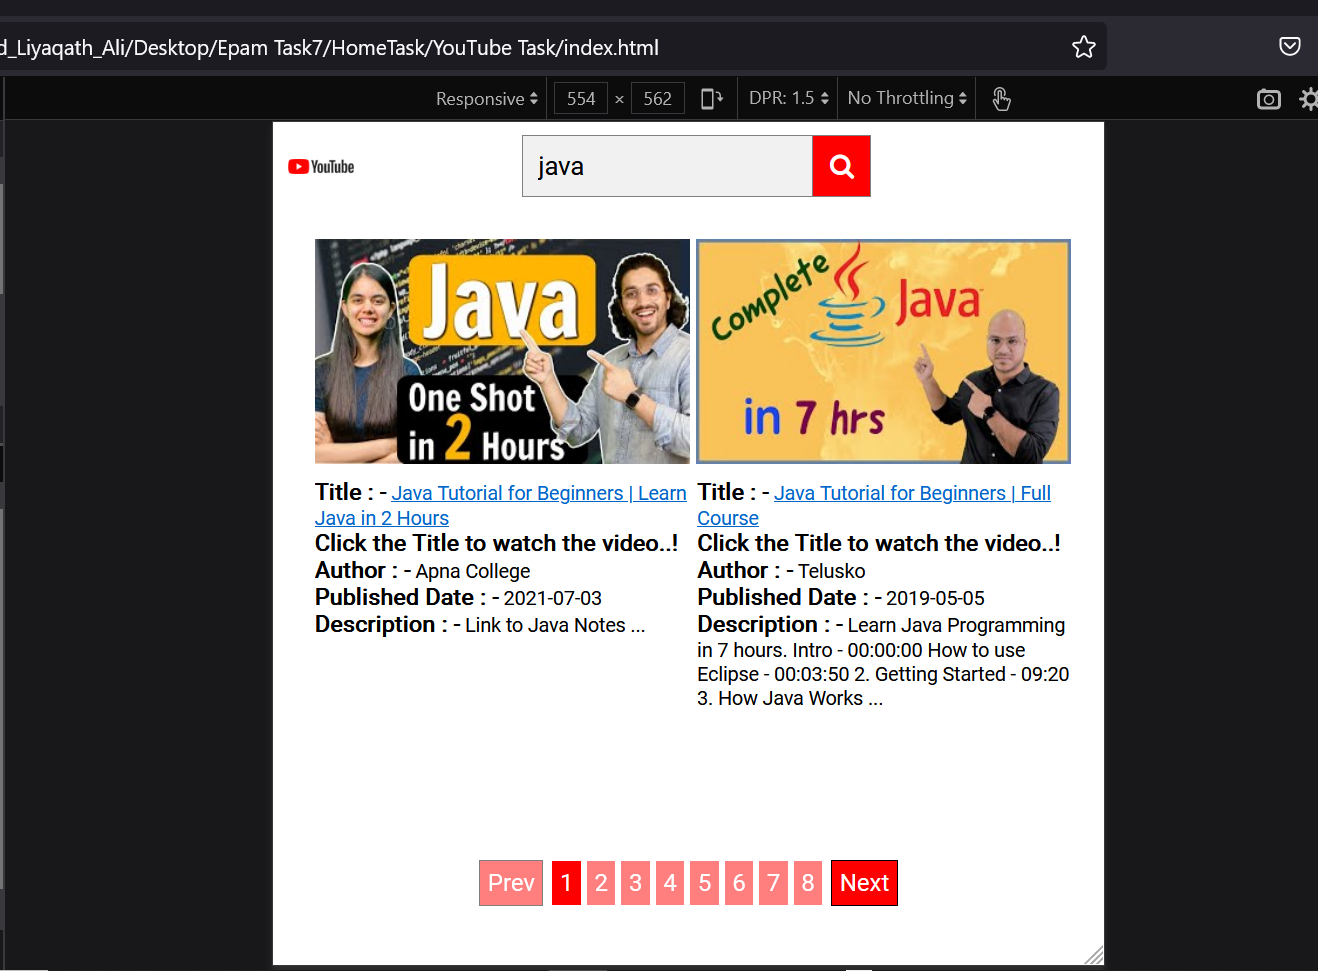 d_Liyaqath_Ali/Desktop/Epam Task7/HomeTask/YouTube Task/index.html
Responsive 554 × 562 DPR: 1.5 No Throttling
YouTube
java
Java
One Shot
in 2 Hours
Complete
Java
in 7 hrs
Title : - Java Tutorial for Beginners | Learn
Java in 2 Hours
Click the Title to watch the video..!
Author : - Apna College
Published Date : - 2021-07-03
Description : - Link to Java Notes ...
Title : - Java Tutorial for Beginners | Full
Course
Click the Title to watch the video..!
Author : - Telusko
Published Date : - 2019-05-05
Description : - Learn Java Programming
in 7 hours. Intro - 00:00:00 How to use
Eclipse - 00:03:50 2. Getting Started - 09:20
3. How Java Works ...
Prev 1 2 3 4 5 6 7 8 Next